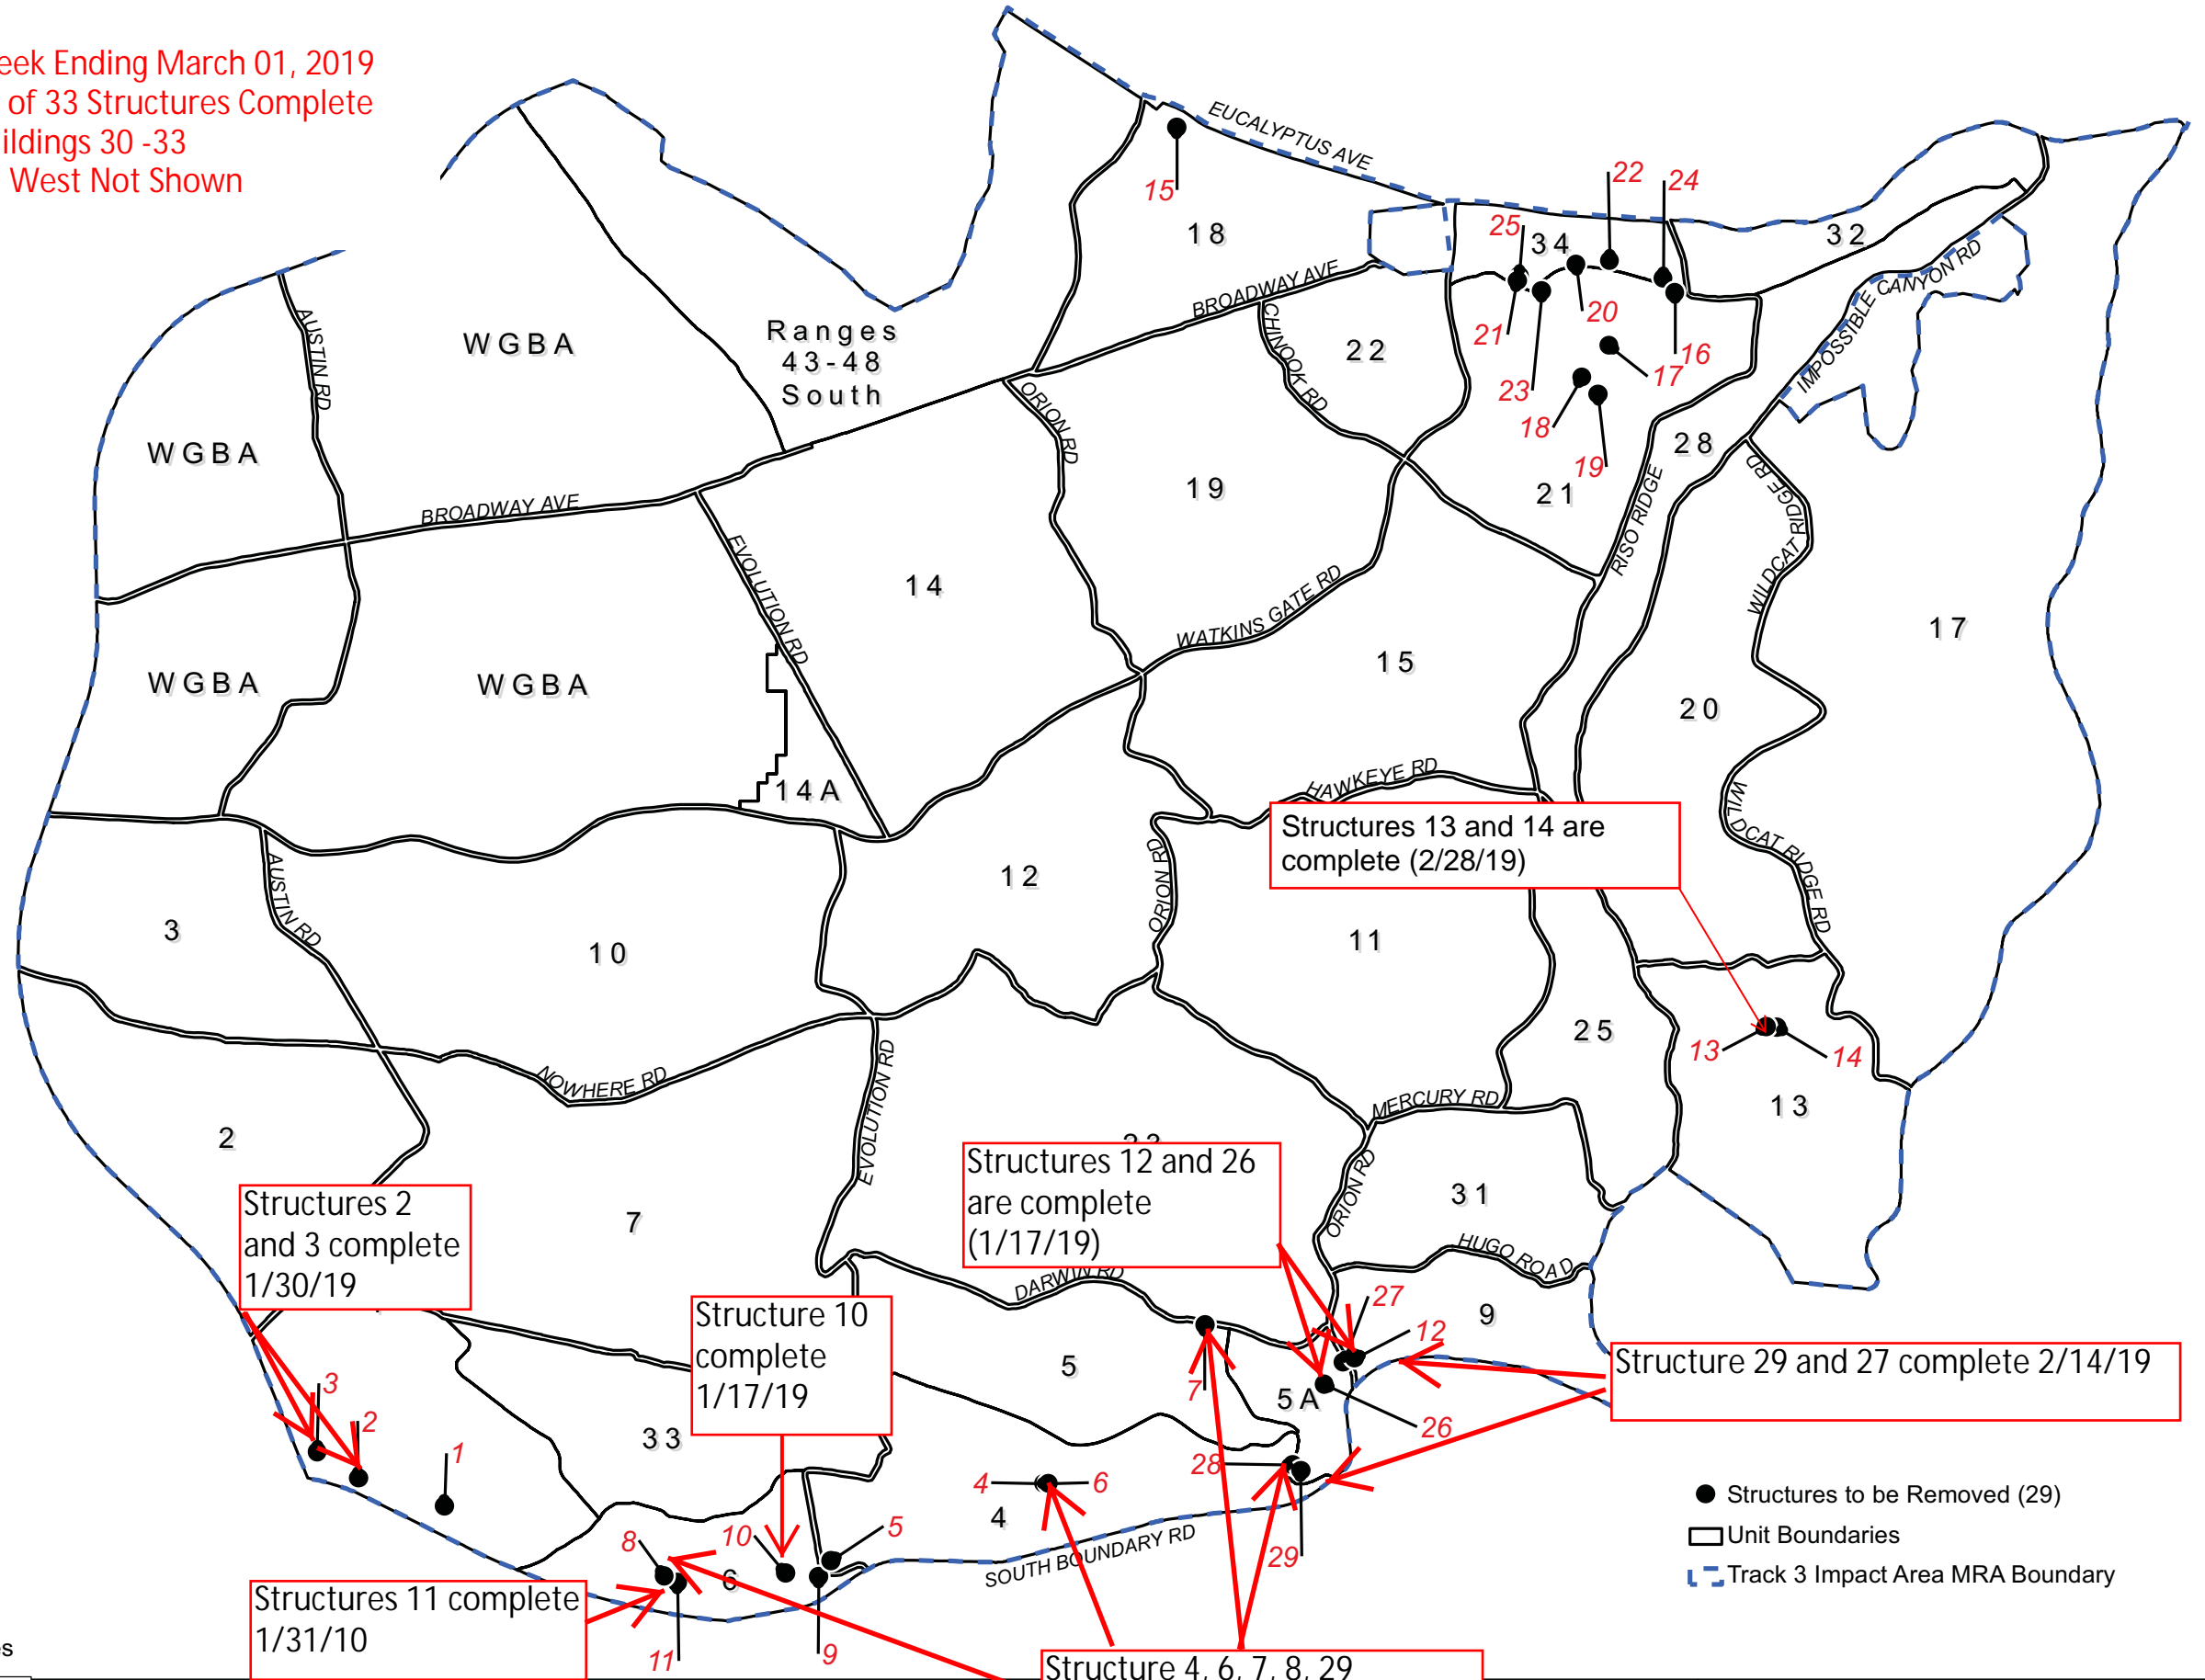 of 33 Structures Complete
Ending March 01, 2019
30 -33
West Not Shown
EUCALYPTUS AVE
15
18
22
24
25
34
32
IMPOSSIBLE CANYON RD
BROADWAY AVE
21
20
16
23
17
18
19
CHINOOK RD
22
AUSTIN RD
WGBA
Ranges
43-48
South
WGBA
ORION RD
19
28
21
RISO RIDGE
WILDCAT RIDGE RD
BROADWAY AVE
EVOLUTION RD
14
WATKINS GATE RD
15
17
WGBA
WGBA
20
14A
HAWKEYE RD
WILDCAT RIDGE RD
Structures 13 and 14 are
complete (2/28/19)
12
ORION RD
3
AUSTIN RD
10
11
25
13
14
13
NOWHERE RD
EVOLUTION RD
MERCURY RD
2
7
Structures 12 and 26
are complete
(1/17/19)
ORION RD
31
HUGO ROAD
Structures 2
and 3 complete
1/30/19
DARWIN RD
Structure 10
complete
1/17/19
27
12
9
5
7
5A
26
Structure 29 and 27 complete 2/14/19
3
2
1
33
28
4
6
4
29
Structures to be Removed (29)
Unit Boundaries
Track 3 Impact Area MRA Boundary
SOUTH BOUNDARY RD
8
10
5
6
Structures 11 complete
1/31/10
11
9
Structure 4, 6, 7, 8, 29